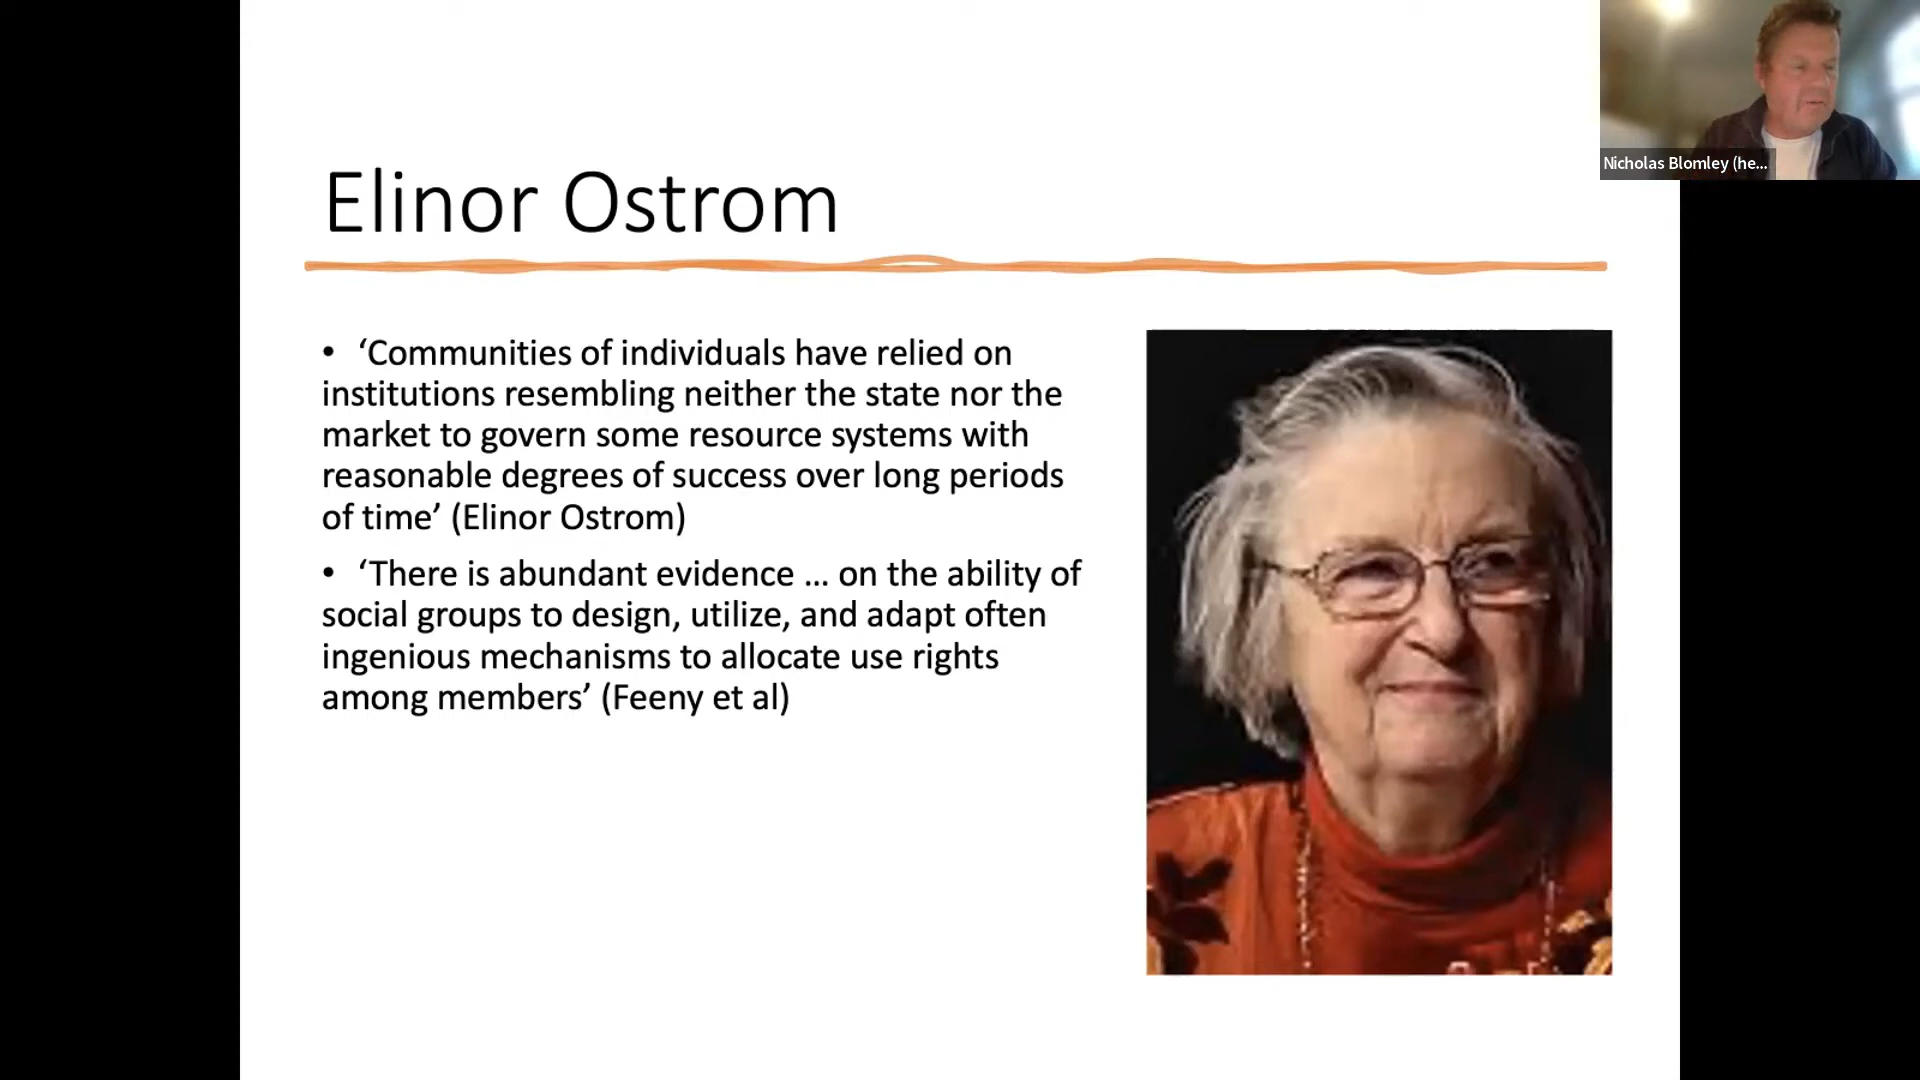 Nicholas Blomley (he...
Elinor Ostrom
• ‘Communities of individuals have relied on
institutions resembling neither the state nor the
market to govern some resource systems with
reasonable degrees of success over long periods
of time’ (Elinor Ostrom)
• ‘There is abundant evidence ... on the ability of
social groups to design, utilize, and adapt often
ingenious mechanisms to allocate use rights
among members’ (Feeny et al)